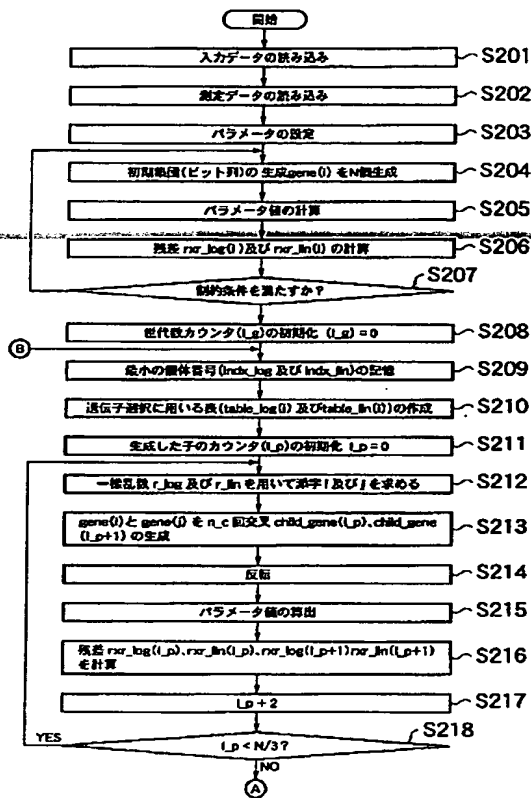 開始
入力データの読み込み S201
測定データの読み込み S202
パラメータの設定 S203
初期集団(ビット列)の 生成gene(i) をN個生成 S204
パラメータ値の計算 S205
残差 rxr_log(i)及び rxr_lin(i) の計算 S206
制約条件を満たすか? S207
世代数カウンタ(i_g)の初期化 (i_g)=0 S208
B
最小の個体番号(indx_log 及び indx_lin)の記憶 S209
遺伝子選択に用いる表(table_log(i) 及びtable_lin(i))の作成 S210
生成した子のカウンタ(i_p)の初期化 i_p=0 S211
一様乱数 r_log 及び r_lin を用いて添字 i 及び j を求める S212
gene(i)と gene(j) を n_c 回交叉 child_gene(i_p)、child_gene S213
(i_p+1) の生成
反転 S214
パラメータ値の算出 S215
残差 rxr_log(i_p)、rxr_lin(i_p)、rxr_log(i_p+1)rxr_lin(i_p+1) S216
を計算
i_p + 2 S217
YES i_p < N/3? S218
NO
A